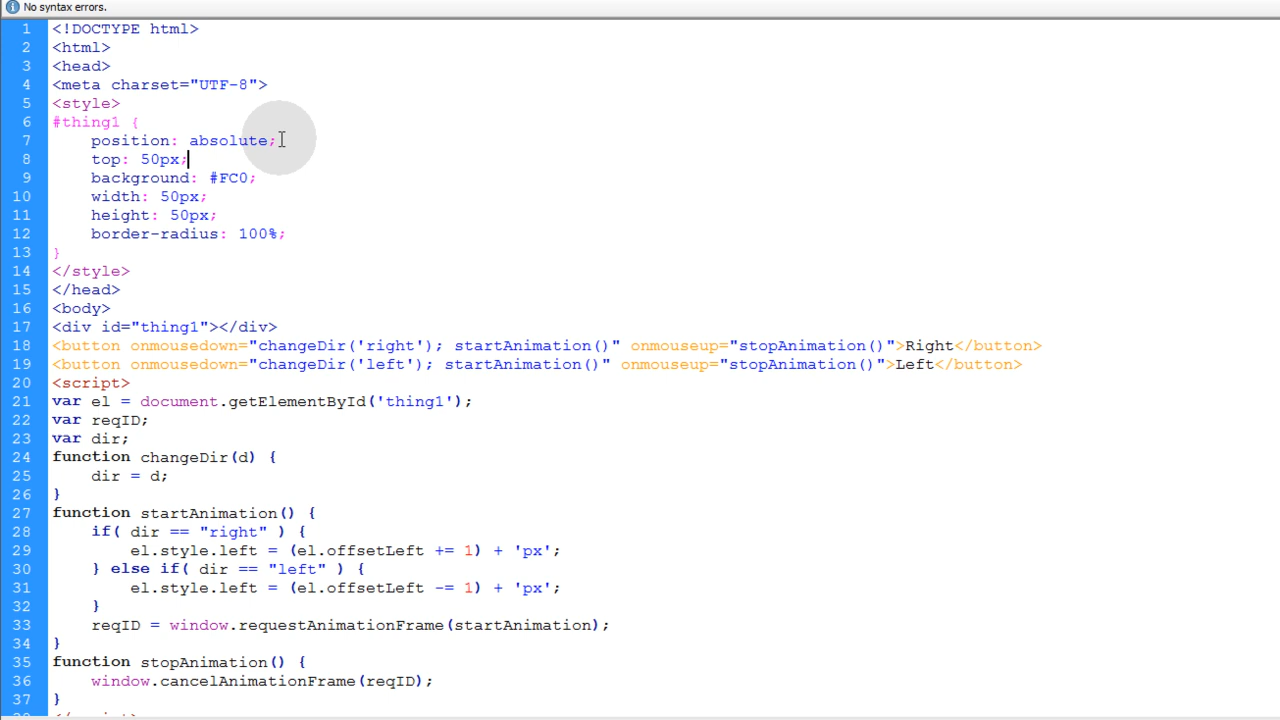 No syntax errors.
1 <!DOCTYPE html>
2 <html>
3 <head>
4 <meta charset="UTF-8">
5 <style>
6 #thing1 {
7     position: absolute;
8     top: 50px;
9     background: #FC0;
10     width: 50px;
11     height: 50px;
12     border-radius: 100%;
13 }
14 </style>
15 </head>
16 <body>
17 <div id="thing1"></div>
18 <button onmousedown="changeDir('right'); startAnimation()" onmouseup="stopAnimation()">Right</button>
19 <button onmousedown="changeDir('left'); startAnimation()" onmouseup="stopAnimation()">Left</button>
20 <script>
21 var el = document.getElementById('thing1');
22 var reqID;
23 var dir;
24 function changeDir(d) {
25     dir = d;
26 }
27 function startAnimation() {
28     if( dir == "right" ) {
29         el.style.left = (el.offsetLeft += 1) + 'px';
30     } else if( dir == "left" ) {
31         el.style.left = (el.offsetLeft -= 1) + 'px';
32     }
33     reqID = window.requestAnimationFrame(startAnimation);
34 }
35 function stopAnimation() {
36     window.cancelAnimationFrame(reqID);
37 }